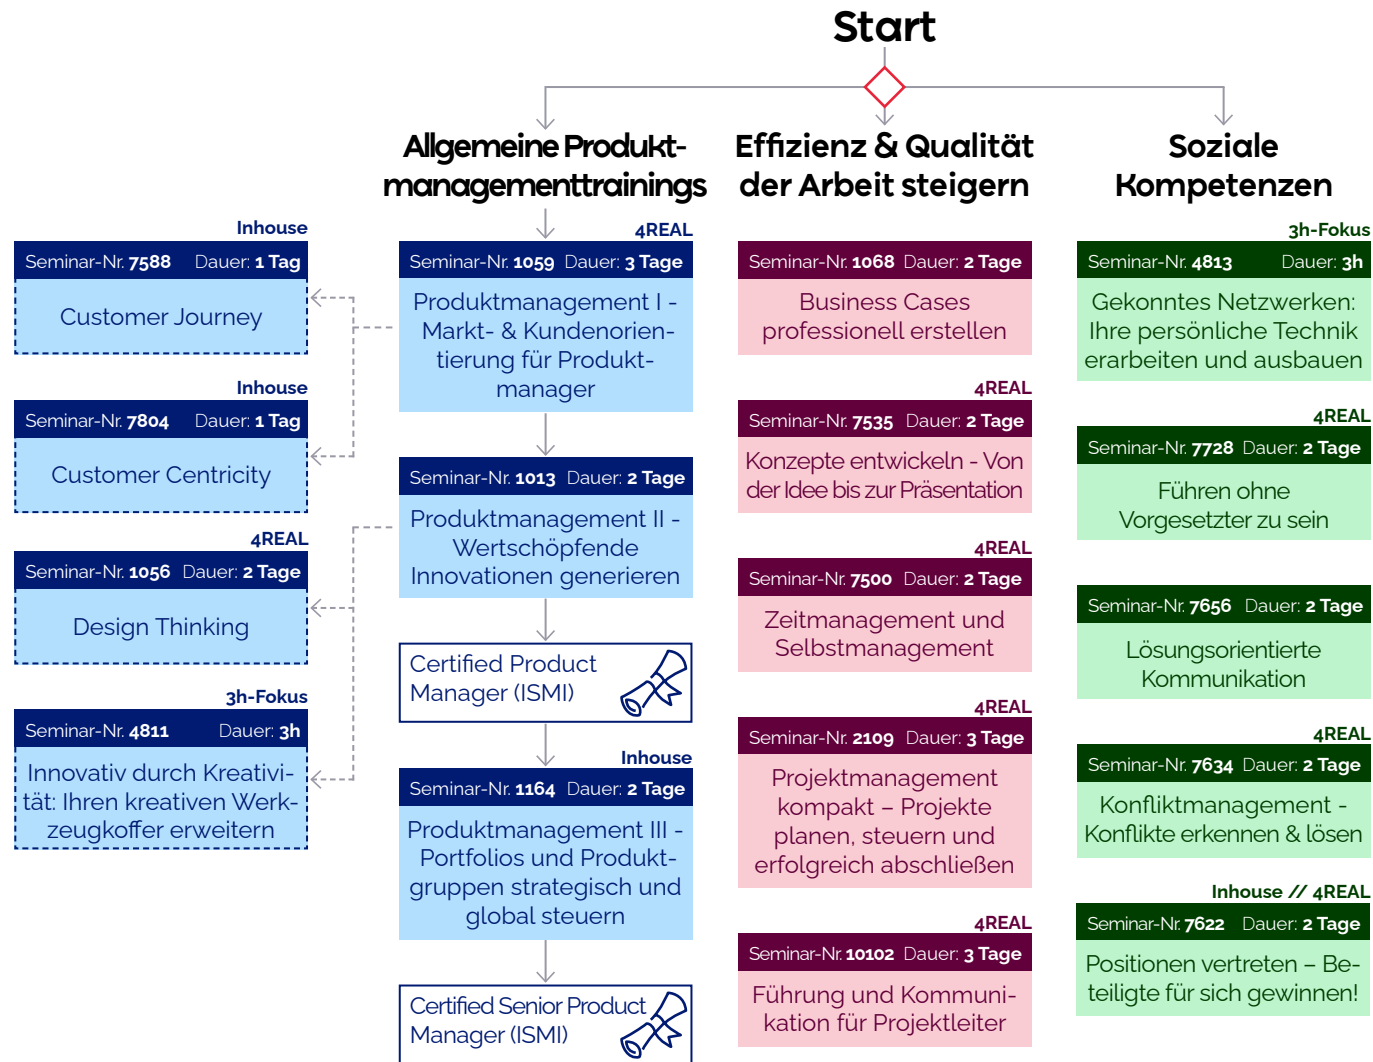 Start
Allgemeine Produkt-
managementtrainings
Effizienz & Qualität
der Arbeit steigern
Soziale
Kompetenzen
Inhouse
Seminar-Nr. 7588 Dauer: 1 Tag
Customer Journey
Inhouse
Seminar-Nr. 7804 Dauer: 1 Tag
Customer Centricity
4REAL
Seminar-Nr. 1056 Dauer: 2 Tage
Design Thinking
3h-Fokus
Seminar-Nr. 4811 Dauer: 3h
Innovativ durch Kreativi-
tät: Ihren kreativen Werk-
zeugkoffer erweitern
4REAL
Seminar-Nr. 1059 Dauer: 3 Tage
Produktmanagement I -
Markt- & Kundenorien-
tierung für Produkt-
manager
Seminar-Nr. 1013 Dauer: 2 Tage
Produktmanagement II -
Wertschöpfende
Innovationen generieren
Certified Product
Manager (ISMI)
Inhouse
Seminar-Nr. 1164 Dauer: 2 Tage
Produktmanagement III -
Portfolios und Produkt-
gruppen strategisch und
global steuern
Certified Senior Product
Manager (ISMI)
Seminar-Nr. 1068 Dauer: 2 Tage
Business Cases
professionell erstellen
4REAL
Seminar-Nr. 7535 Dauer: 2 Tage
Konzepte entwickeln - Von
der Idee bis zur Präsentation
4REAL
Seminar-Nr. 7500 Dauer: 2 Tage
Zeitmanagement und
Selbstmanagement
4REAL
Seminar-Nr. 2109 Dauer: 3 Tage
Projektmanagement
kompakt – Projekte
planen, steuern und
erfolgreich abschließen
4REAL
Seminar-Nr. 10102 Dauer: 3 Tage
Führung und Kommuni-
kation für Projektleiter
3h-Fokus
Seminar-Nr. 4813 Dauer: 3h
Gekonntes Netzwerken:
Ihre persönliche Technik
erarbeiten und ausbauen
4REAL
Seminar-Nr. 7728 Dauer: 2 Tage
Führen ohne
Vorgesetzter zu sein
Seminar-Nr. 7656 Dauer: 2 Tage
Lösungsorientierte
Kommunikation
4REAL
Seminar-Nr. 7634 Dauer: 2 Tage
Konfliktmanagement -
Konflikte erkennen & lösen
Inhouse // 4REAL
Seminar-Nr. 7622 Dauer: 2 Tage
Positionen vertreten – Be-
teiligte für sich gewinnen!